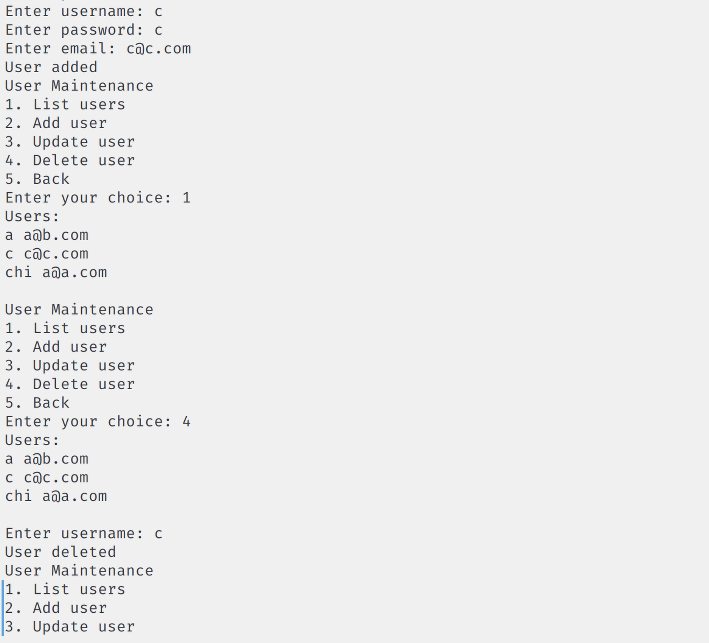 Enter username: c
Enter password: c
Enter email: c@c.com
User added
User Maintenance
1. List users
2. Add user
3. Update user
4. Delete user
5. Back
Enter your choice: 1
Users:
a a@b.com
c c@c.com
chi a@a.com

User Maintenance
1. List users
2. Add user
3. Update user
4. Delete user
5. Back
Enter your choice: 4
Users:
a a@b.com
c c@c.com
chi a@a.com

Enter username: c
User deleted
User Maintenance
1. List users
2. Add user
3. Update user